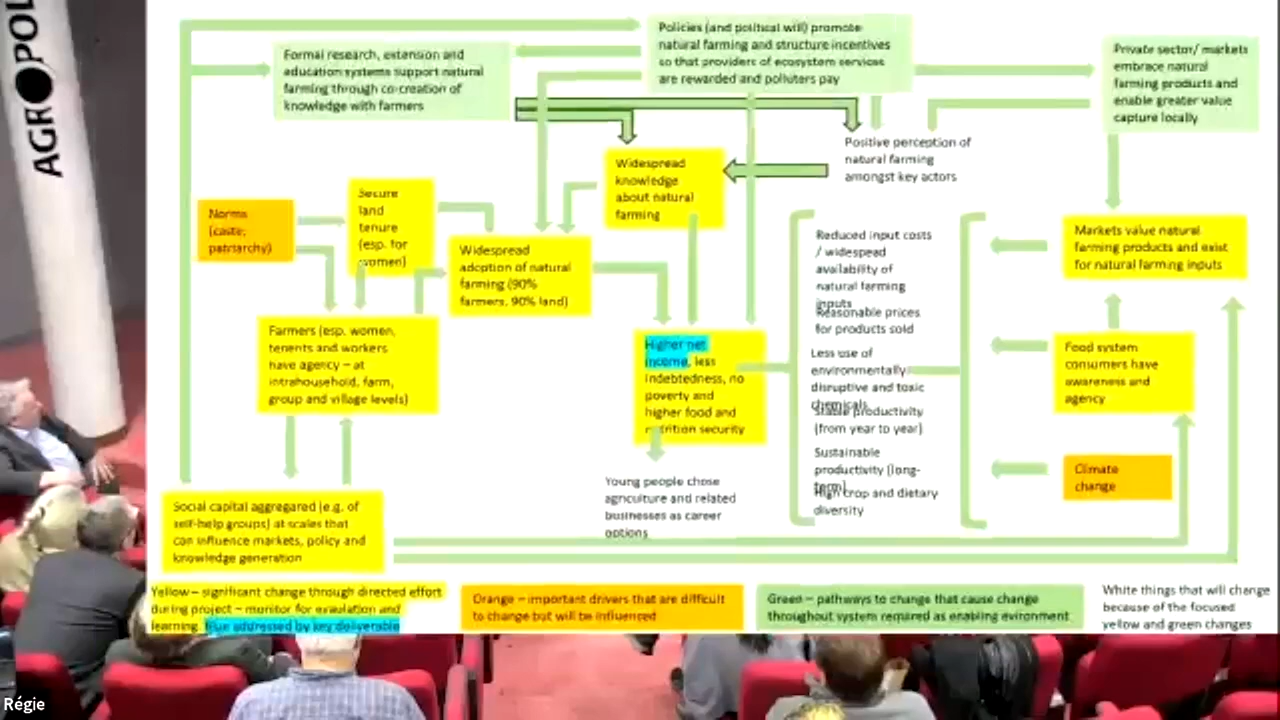 AGROPOL
Policies (and political will) promote
natural farming and structure incentives
so that providers of ecosystem services
are rewarded and polluters pay
Formal research, extension and
education systems support natural
farming through co-creation of
knowledge with farmers
Private sector/ markets
embrace natural
farming products and
enable greater value
capture locally
Positive perception of
natural farming
amongst key actors
Widespread
knowledge
about natural
farming
Secure
land
tenure
(esp. for
women)
Norms
(caste,
patriarchy)
Widespread
adoption of natural
farming (90%
farmers, 90% land)
Reduced input costs
/ widespead
availability of
natural farming
inputs
Reasonable prices
for products sold
Less use of
environmentally
disruptive and toxic
chemicals
Stable productivity
(from year to year)
Sustainable
productivity (long-
term)
High crop and dietary
diversity
Markets value natural
farming products and exist
for natural farming inputs
Farmers (esp. women,
tenents and workers
have agency – at
intrahousehold, farm,
group and village levels)
Higher net
income, less
indebtedness, no
poverty and
higher food and
nutrition security
Food system
consumers have
awareness and
agency
Climate
change
Young people chose
agriculture and related
businesses as career
options
Social capital aggregated (e.g. of
self-help groups) at scales that
can influence markets, policy and
knowledge generation
Yellow – significant change through directed effort
during project – monitor for evaulation and
learning. Blue addressed by key deliverable
Orange – important drivers that are difficult
to change but will be influenced
Green – pathways to change that cause change
throughout system required as enabling evironment
White things that will change
because of the focused
yellow and green changes
Régie